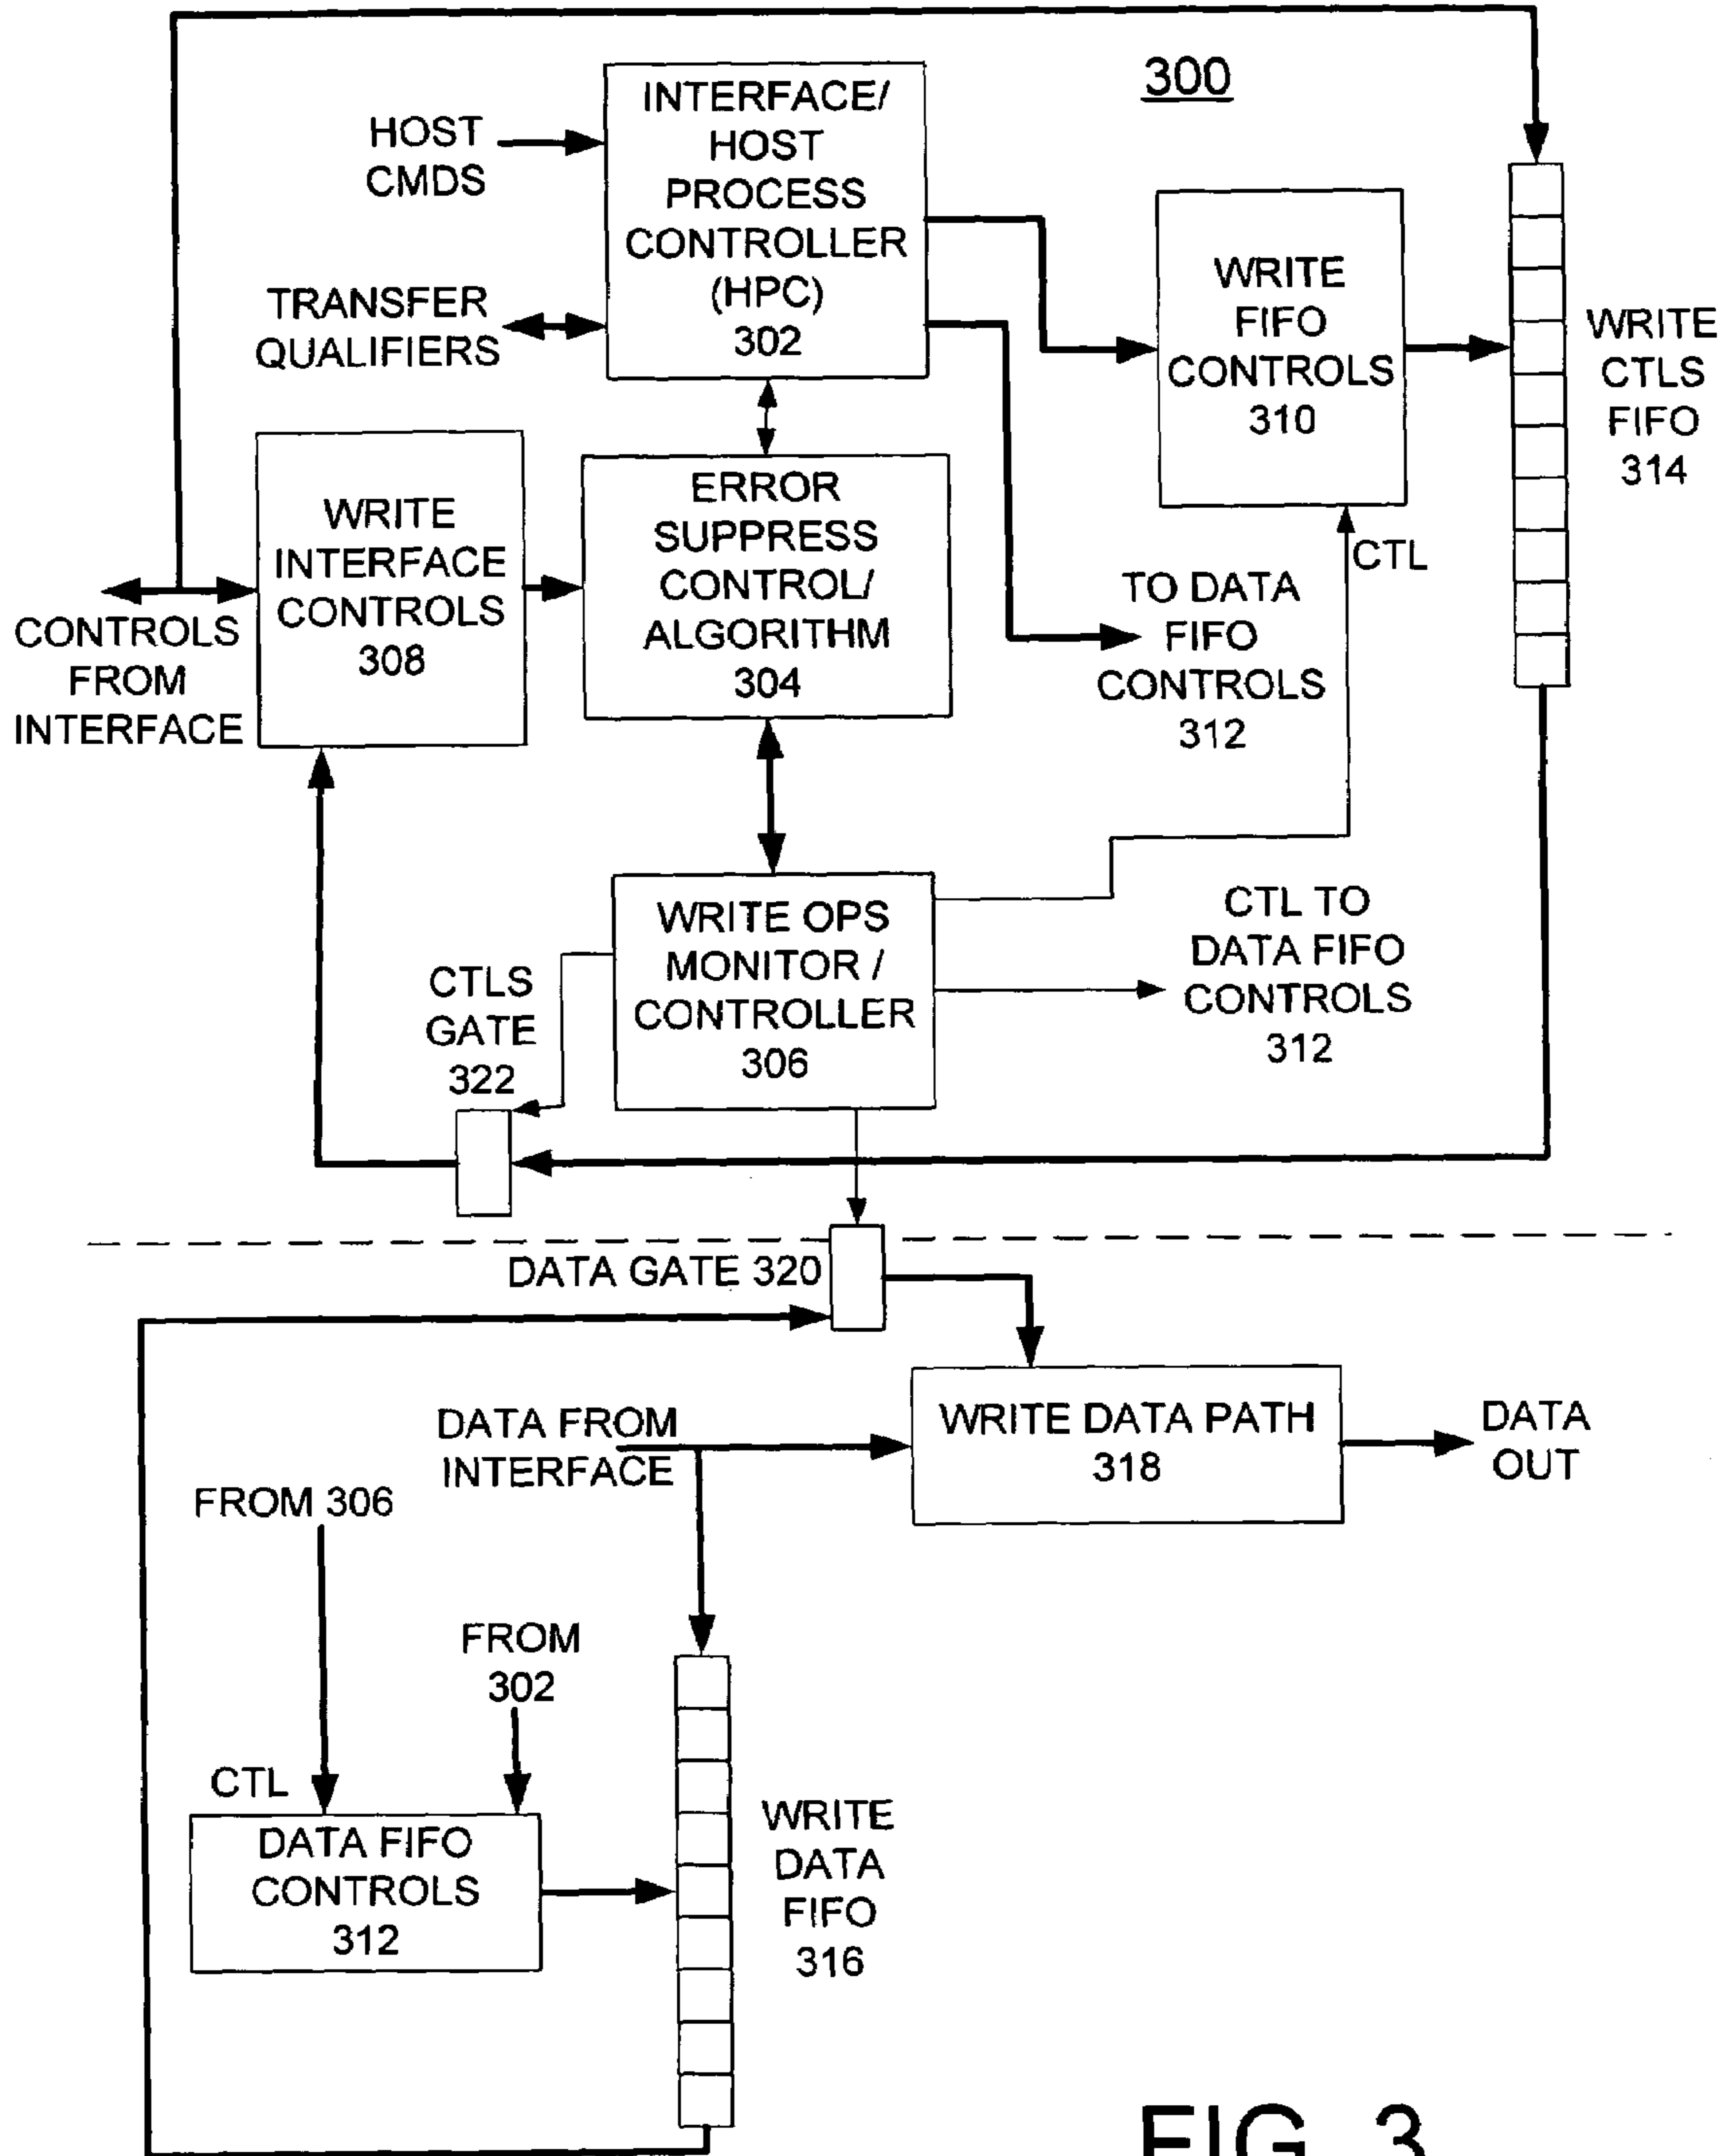 300
HOST
CMDS
INTERFACE/
HOST
PROCESS
CONTROLLER
(HPC)
302
TRANSFER
QUALIFIERS
WRITE
FIFO
CONTROLS
310
WRITE
CTLS
FIFO
314
WRITE
INTERFACE
CONTROLS
308
ERROR
SUPPRESS
CONTROL/
ALGORITHM
304
CTL
TO DATA
FIFO
CONTROLS
312
CONTROLS
FROM
INTERFACE
WRITE OPS
MONITOR /
CONTROLLER
306
CTL TO
DATA FIFO
CONTROLS
312
CTLS
GATE
322
DATA GATE 320
DATA FROM
INTERFACE
WRITE DATA PATH
318
DATA
OUT
FROM 306
FROM
302
CTL
DATA FIFO
CONTROLS
312
WRITE
DATA
FIFO
316
FIG. 3